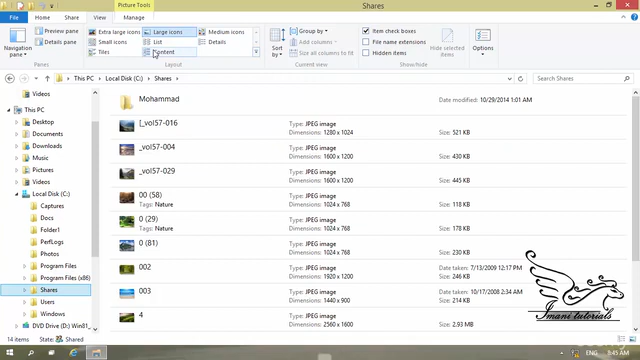 Picture Tools
Shares
File Home Share View Manage
Navigation pane
Preview pane
Details pane
Panes
Extra large icons Large icons Medium icons
Small icons List Details
Tiles Content
Layout
Sort by
Group by
Add columns
Size all columns to fit
Current view
Item check boxes
File name extensions
Hidden items
Hide selected items
Show/hide
Options
This PC Local Disk (C:) Shares
Search Shares
Videos
This PC
Desktop
Documents
Downloads
Music
Pictures
Videos
Local Disk (C:)
Captures
Docs
Folder1
PerfLogs
Photos
Program Files
Program Files (x86)
Shares
Users
Windows
DVD Drive (D:) Win81_
Mohammad Date modified: 10/29/2014 1:01 AM
[_vol57-016 Type: JPEG image Size: 521 KB
Dimensions: 1280 x 1024
_vol57-004 Type: JPEG image Size: 430 KB
Dimensions: 1600 x 1200
_vol57-029 Type: JPEG image Size: 445 KB
Dimensions: 1600 x 1200
00 (58) Type: JPEG image Size: 118 KB
Tags: Nature Dimensions: 1024 x 768
0 (29) Type: JPEG image Size: 178 KB
Tags: Nature Dimensions: 1024 x 768
0 (81) Type: JPEG image Size: 230 KB
Dimensions: 1024 x 768
002 Type: JPEG image Date taken: 7/13/2009 12:17 PM
Dimensions: 1920 x 1200 Size: 246 KB
003 Type: JPEG image Date taken: 10/17/2008 2:34 AM
Dimensions: 1440 x 900 Size: 214 KB
4 Type: JPEG image Size: 2.93 MB
Dimensions: 2560 x 1600
Imani tutorials
14 items State: Shared
ENG 9:45 AM